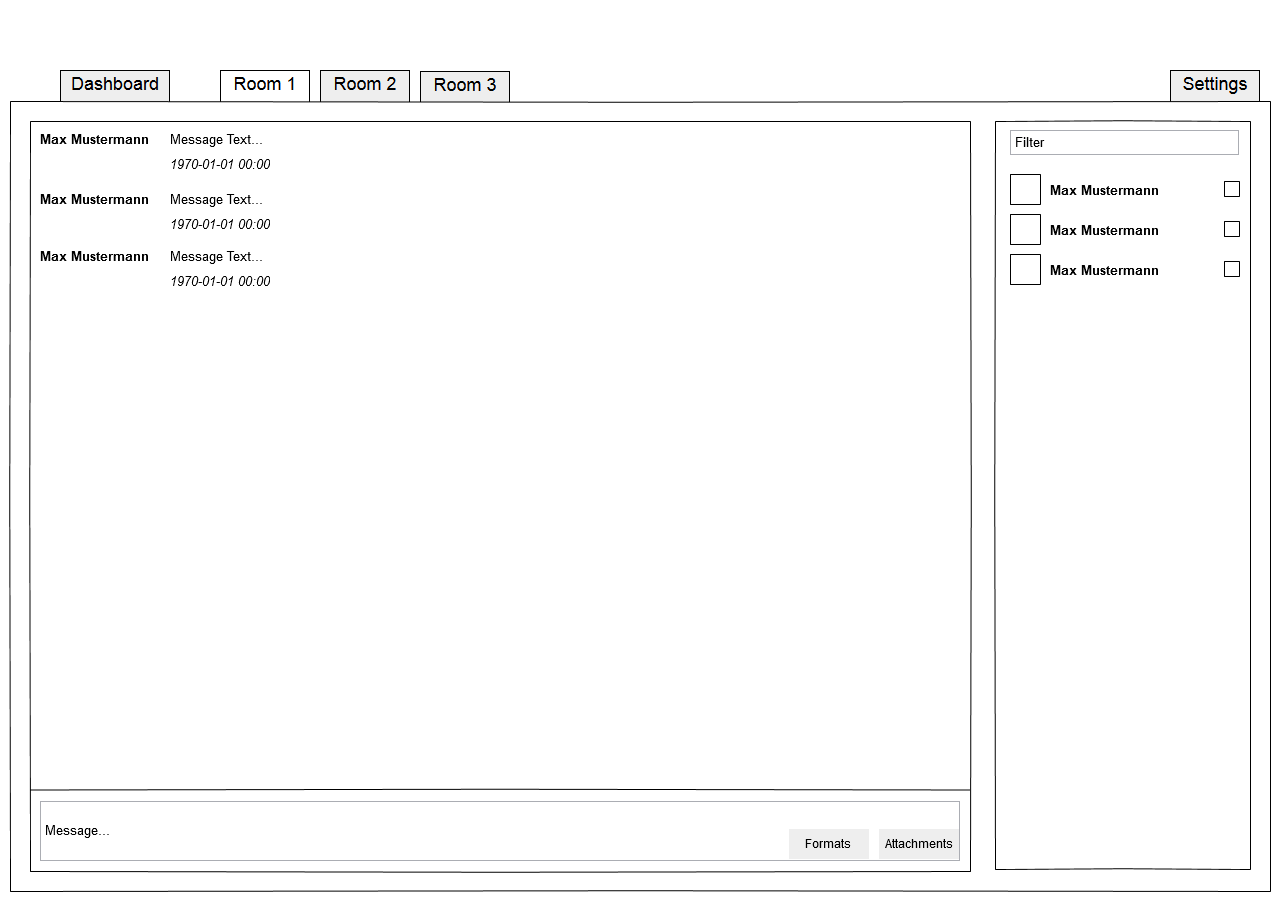 Dashboard
Room 1
Room 2
Room 3
Settings
Max Mustermann Message Text...
1970-01-01 00:00
Max Mustermann Message Text...
1970-01-01 00:00
Max Mustermann Message Text...
1970-01-01 00:00
Message...
Formats
Attachments
Filter
Max Mustermann
Max Mustermann
Max Mustermann